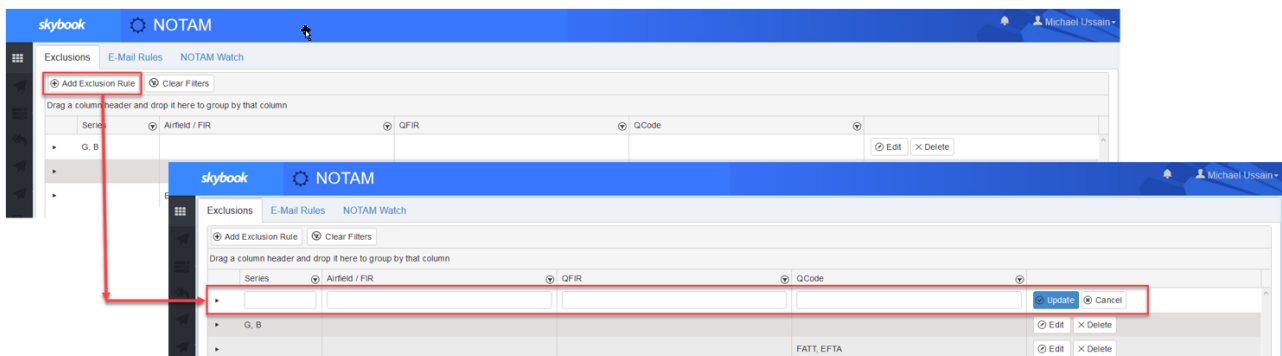 skybook NOTAM Michael Ussain
Exclusions E-Mail Rules NOTAM Watch
Add Exclusion Rule Clear Filters
Drag a column header and drop it here to group by that column
Series Airfield / FIR QFIR QCode
G, B Edit Delete
skybook NOTAM Michael Ussain
Exclusions E-Mail Rules NOTAM Watch
Add Exclusion Rule Clear Filters
Drag a column header and drop it here to group by that column
Series Airfield / FIR QFIR QCode
Update Cancel
G, B Edit Delete
FATT, EFTA Edit Delete